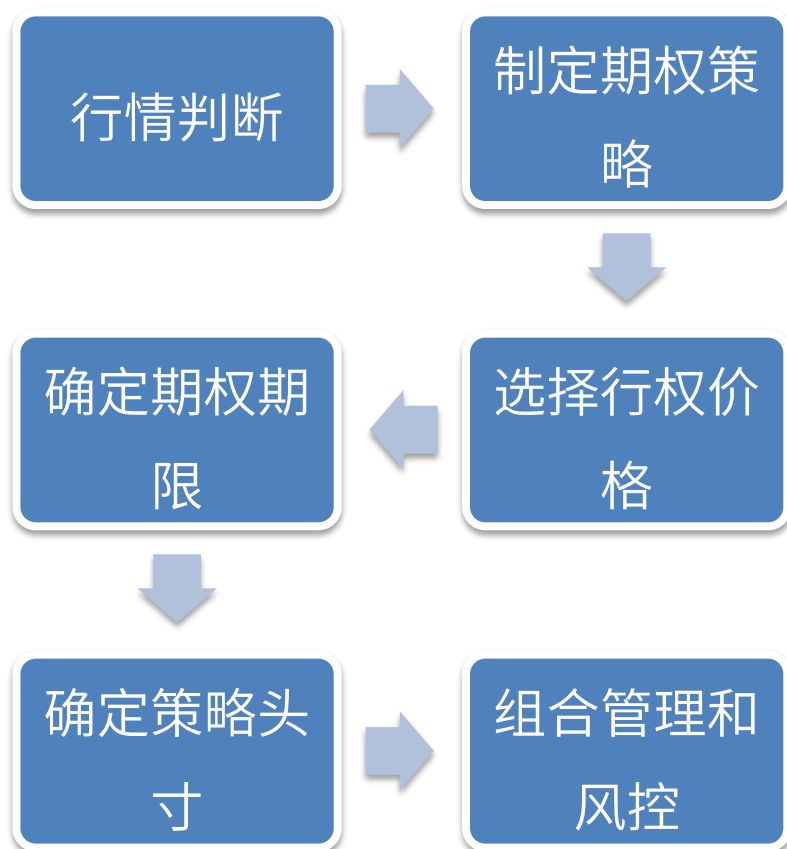 行情判断
制定期权策
略
选择行权价
格
确定期权期
限
确定策略头
寸
组合管理和
风控